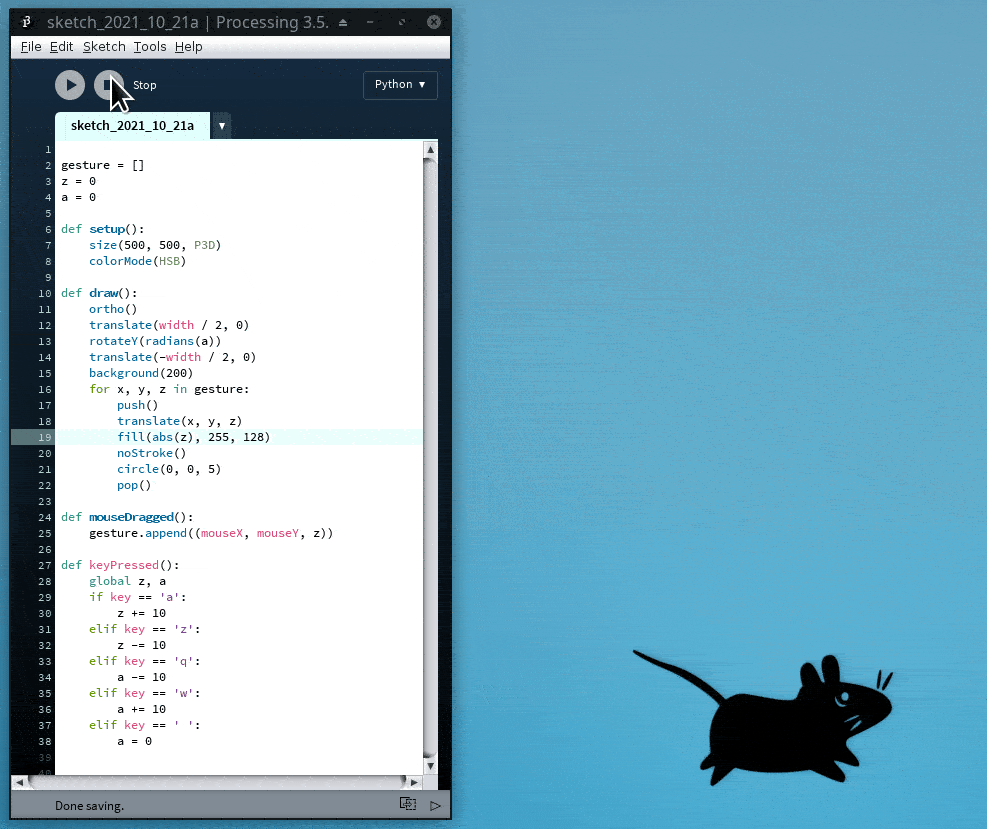 sketch_2021_10_21a | Processing 3.5.
File Edit Sketch Tools Help
Stop
Python ▾
sketch_2021_10_21a ▾
1
2 gesture = []
3 z = 0
4 a = 0
5
6 def setup():
7     size(500, 500, P3D)
8     colorMode(HSB)
9
10 def draw():
11     ortho()
12     translate(width / 2, 0)
13     rotateY(radians(a))
14     translate(-width / 2, 0)
15     background(200)
16     for x, y, z in gesture:
17         push()
18         translate(x, y, z)
19         fill(abs(z), 255, 128)
20         noStroke()
21         circle(0, 0, 5)
22         pop()
23
24 def mouseDragged():
25     gesture.append((mouseX, mouseY, z))
26
27 def keyPressed():
28     global z, a
29     if key == 'a':
30         z += 10
31     elif key == 'z':
32         z -= 10
33     elif key == 'q':
34         a -= 10
35     elif key == 'w':
36         a += 10
37     elif key == ' ':
38         a = 0
39
40
Done saving.